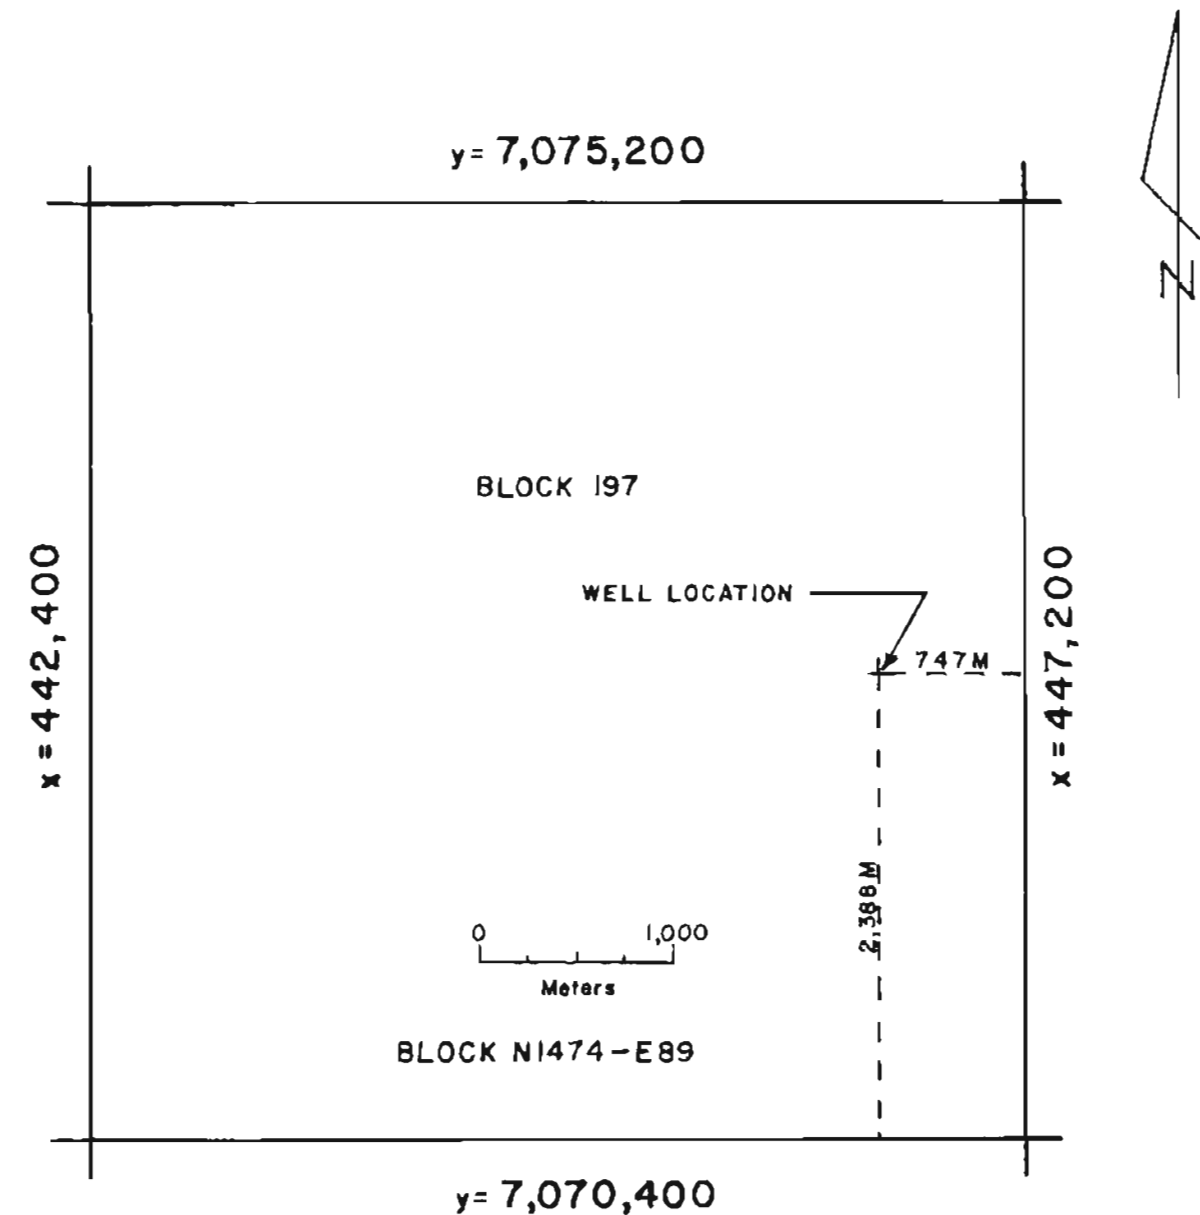 N
y= 7,075,200
BLOCK 197
x = 442,400
x = 447,200
WELL LOCATION
747M
2,388M
0 1,000
Meters
BLOCK N1474-E89
y= 7,070,400